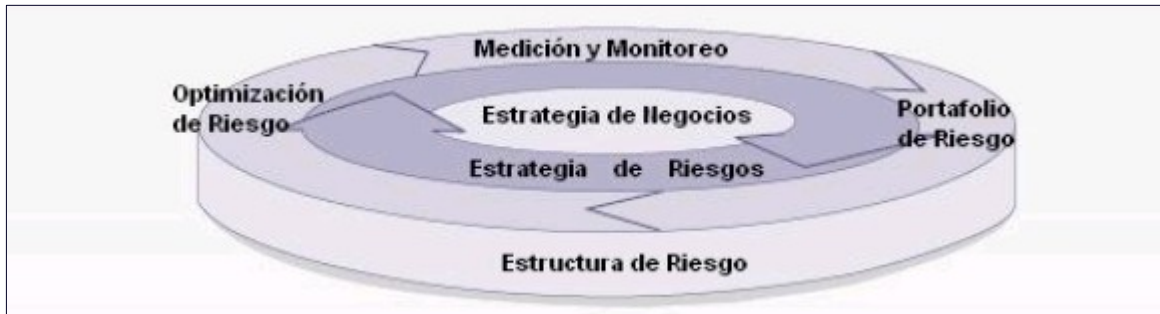 Medición y Monitoreo
Optimización
de Riesgo
Estrategia de Negocios
Portafolio
de Riesgo
Estrategia de Riesgos
Estructura de Riesgo